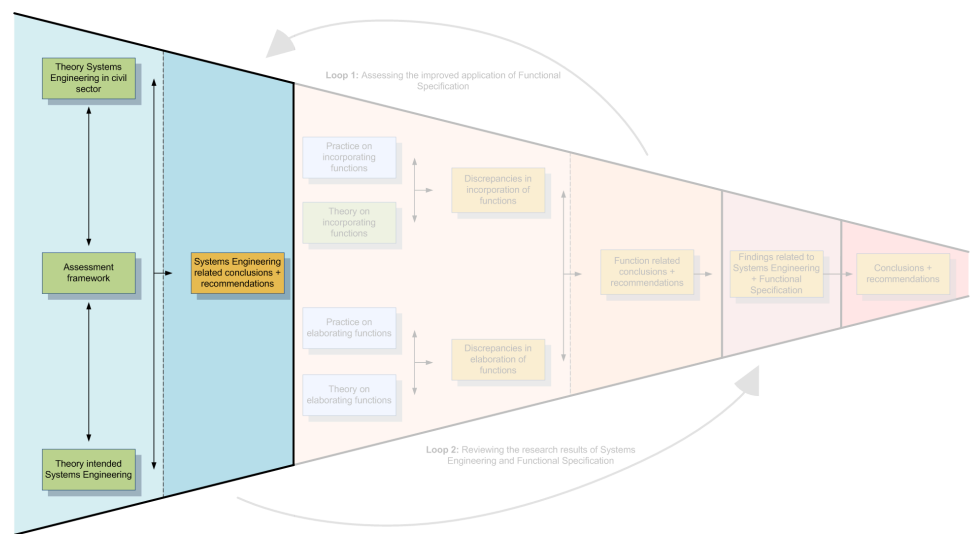 Theory Systems
Engineering in civil
sector
Assessment
framework
Theory intended
Systems Engineering
Systems Engineering
related conclusions +
recommendations
Loop 1: Assessing the improved application of Functional
Specification
Practice on
incorporating
functions
Theory on
incorporating
functions
Discrepancies in
incorporation of
functions
Practice on
elaborating functions
Theory on
elaborating functions
Discrepancies in
elaboration of
functions
Function related
conclusions +
recommendations
Findings related to
Systems Engineering
+ Functional
Specification
Conclusions +
recommendations
Loop 2: Reviewing the research results of Systems
Engineering and Functional Specification